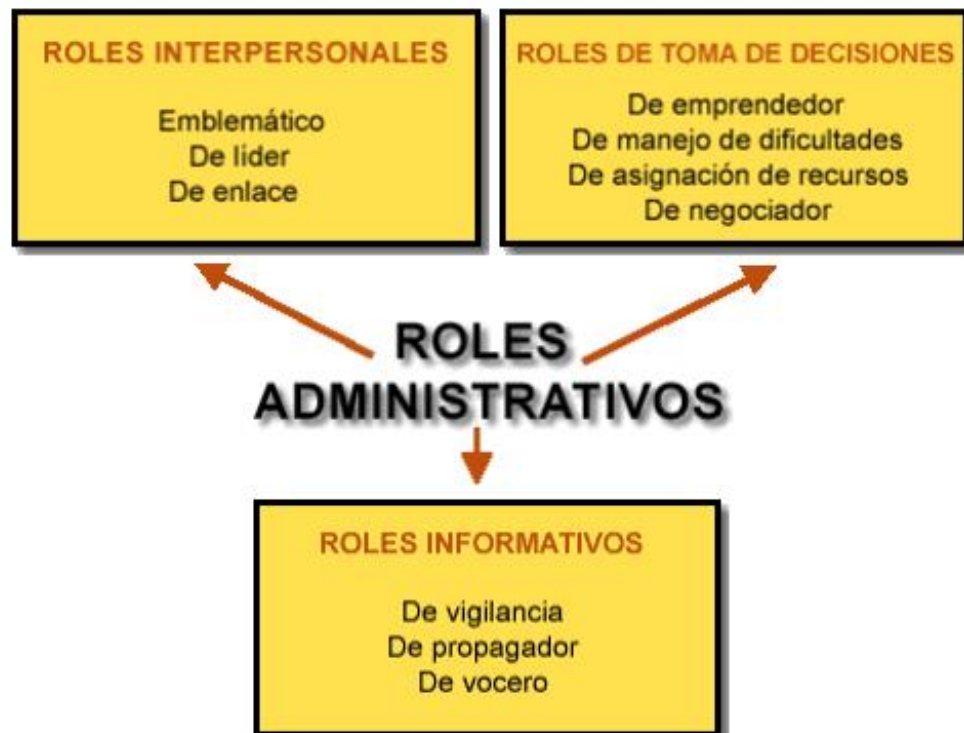 ROLES INTERPERSONALES
Emblemático
De líder
De enlace
ROLES DE TOMA DE DECISIONES
De emprendedor
De manejo de dificultades
De asignación de recursos
De negociador
ROLES
ADMINISTRATIVOS
ROLES INFORMATIVOS
De vigilancia
De propagador
De vocero